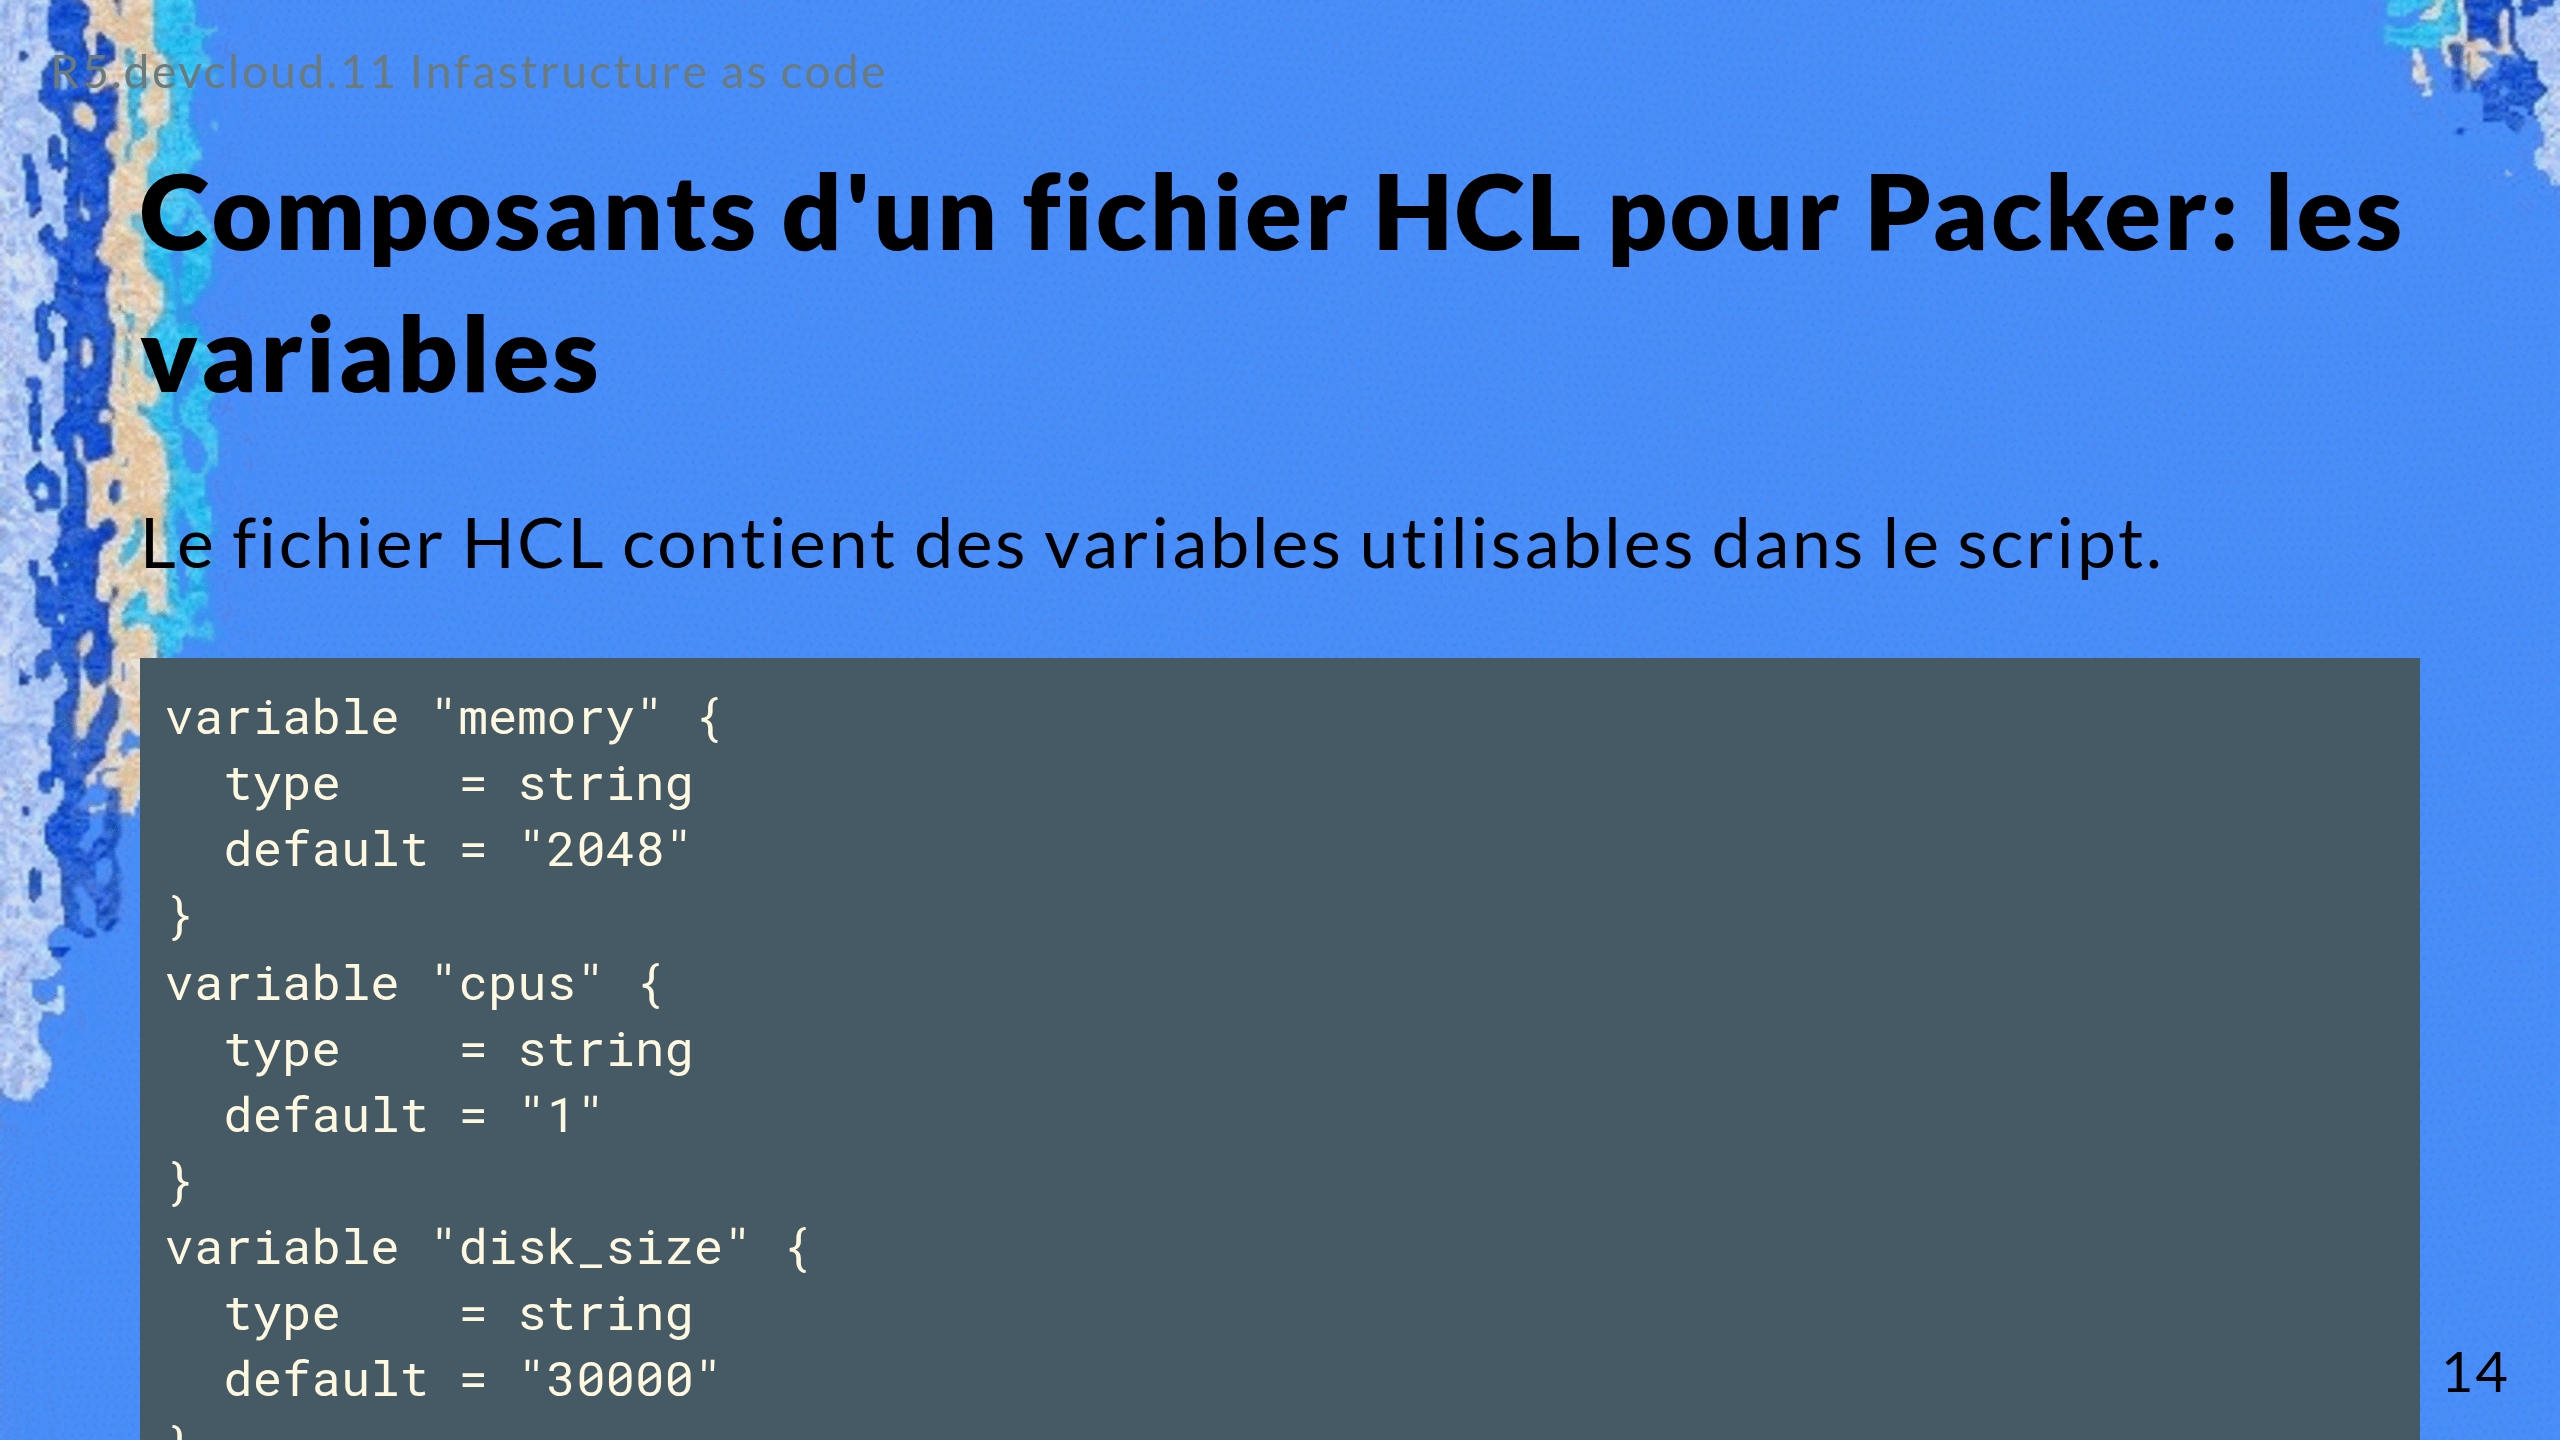 R5.devcloud.11 Infastructure as code
Composants d'un fichier HCL pour Packer: les
variables
Le fichier HCL contient des variables utilisables dans le script.
variable "memory" {
  type    = string
  default = "2048"
}
variable "cpus" {
  type    = string
  default = "1"
}
variable "disk_size" {
  type    = string
  default = "30000"
}
14